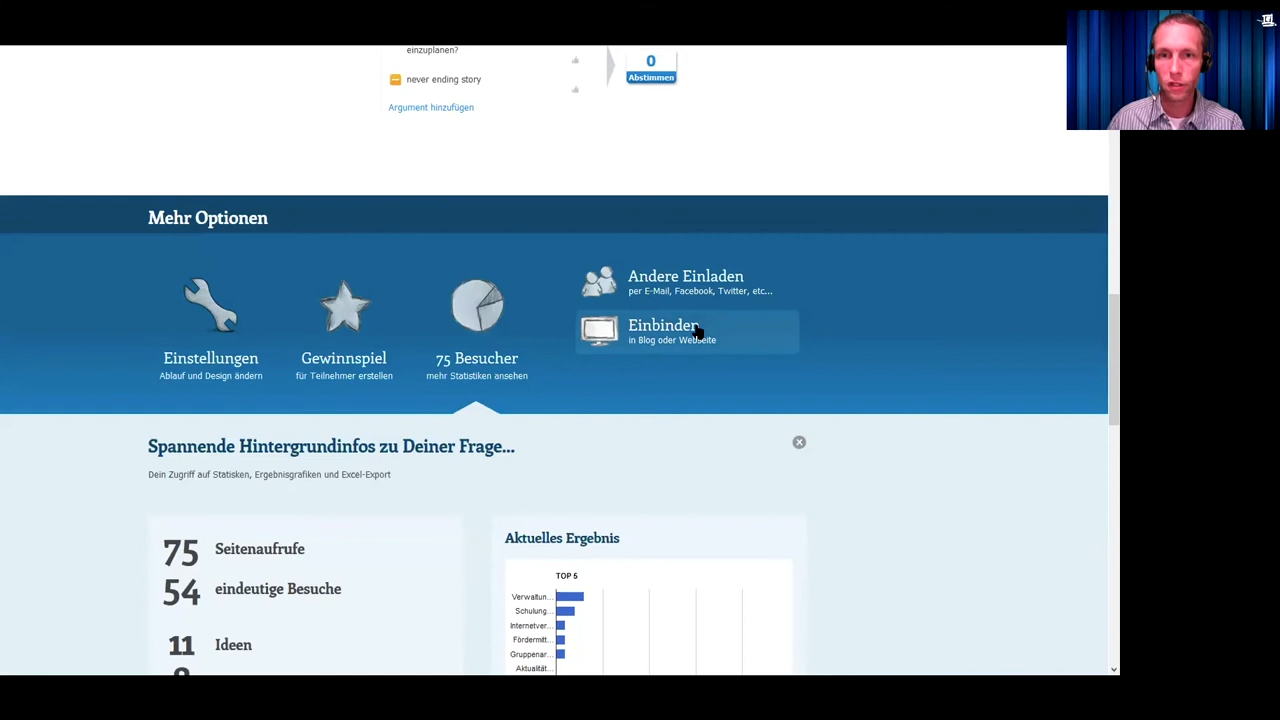 einzuplanen?
0
never ending story
Abstimmen
Argument hinzufügen
Mehr Optionen
Andere Einladen
per E-Mail, Facebook, Twitter, etc...
Einbinden
in Blog oder Webseite
Einstellungen
Ablauf und Design ändern
Gewinnspiel
für Teilnehmer erstellen
75 Besucher
mehr Statistiken ansehen
Spannende Hintergrundinfos zu Deiner Frage...
Dein Zugriff auf Statisken, Ergebnisgrafiken und Excel-Export
75 Seitenaufrufe
54 eindeutige Besuche
11 Ideen
Aktuelles Ergebnis
TOP 5
Verwaltun...
Schulung...
Internetver...
Fördermitt...
Gruppenar...
Aktualität...